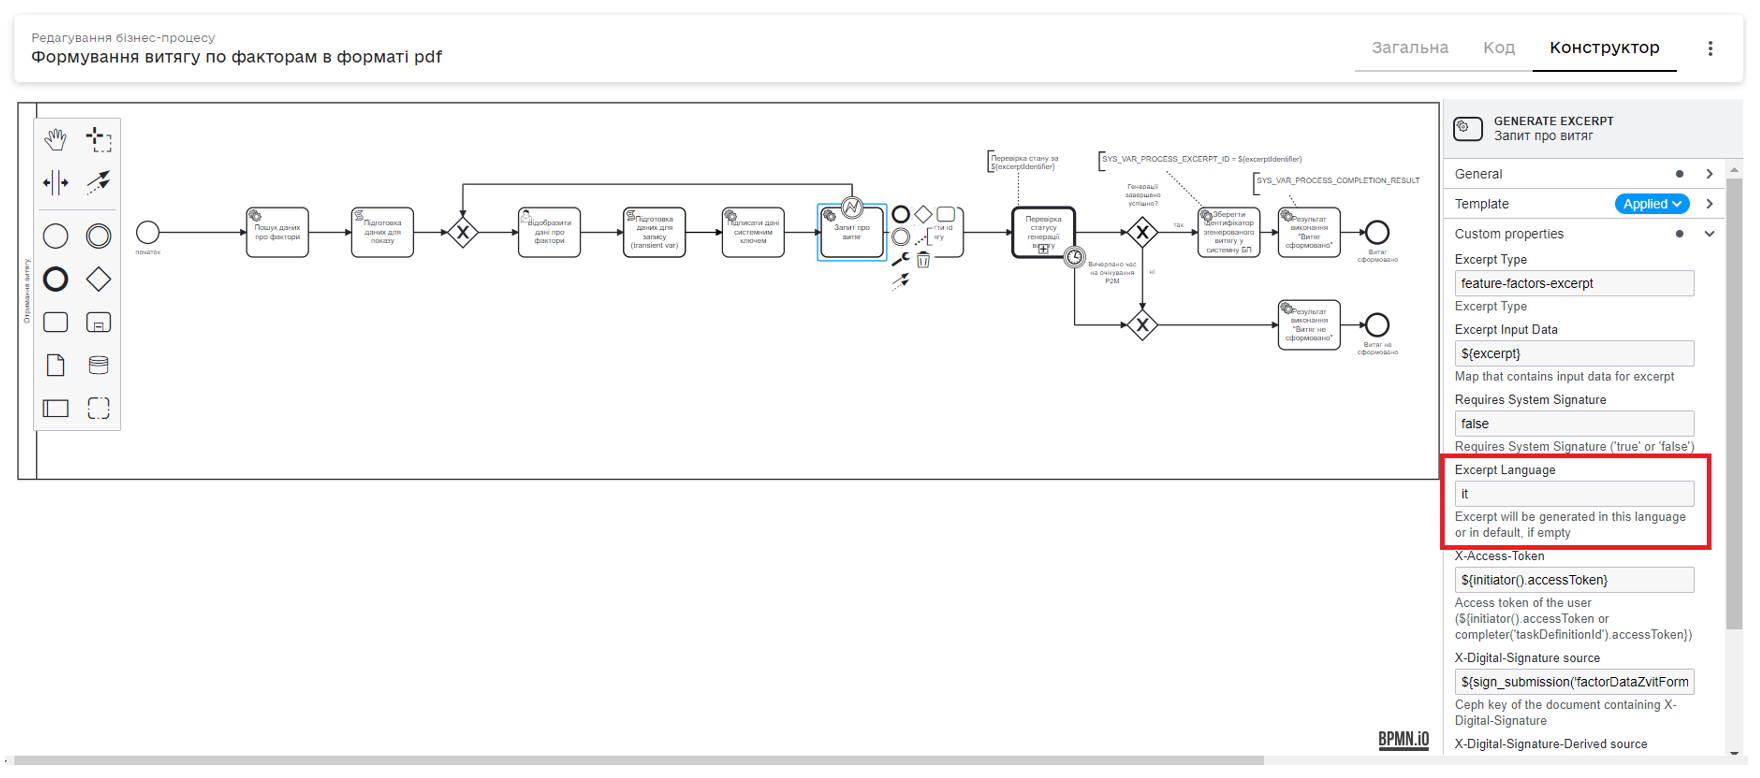 Редагування бізнес-процесу
Формування витягу по факторам в форматі pdf
Загальна
Код
Конструктор
Отримання витягу
початок
Пошук даних
про фактори
Підготовка
даних для
показу
X
Відобразити
дані про
фактори
Підготовка
даних для
запису
(transient var)
Підписати дані
системним
ключем
Запит про
витяг
Перевірка стану за
${excerptIdentifier}
Перевірка
статусу
генерації
витягу
Вичерпано час
на очікування
P2M
SYS_VAR_PROCESS_EXCERPT_ID = ${excerptIdentifier}
Генерації
завершено
успішно?
X
так
ні
X
Зберегти
ідентифікатор
згенерованого
витягу у
системну БП
SYS_VAR_PROCESS_COMPLETION_RESULT
Результат
виконання
"Витяг
сформовано"
Витяг
сформовано
Результат
виконання
"Витяг не
сформовано"
Витяг не
сформовано
BPMN.iO
GENERATE EXCERPT
Запит про витяг
General
Template
Applied
Custom properties
Excerpt Type
feature-factors-excerpt
Excerpt Type
Excerpt Input Data
${excerpt}
Map that contains input data for excerpt
Requires System Signature
false
Requires System Signature ('true' or 'false')
Excerpt Language
it
Excerpt will be generated in this language
or in default, if empty
X-Access-Token
${initiator().accessToken}
Access token of the user
(${initiator().accessToken or
completer('taskDefinitionId').accessToken})
X-Digital-Signature source
${sign_submission('factorDataZvitForm
Ceph key of the document containing X-
Digital-Signature
X-Digital-Signature-Derived source